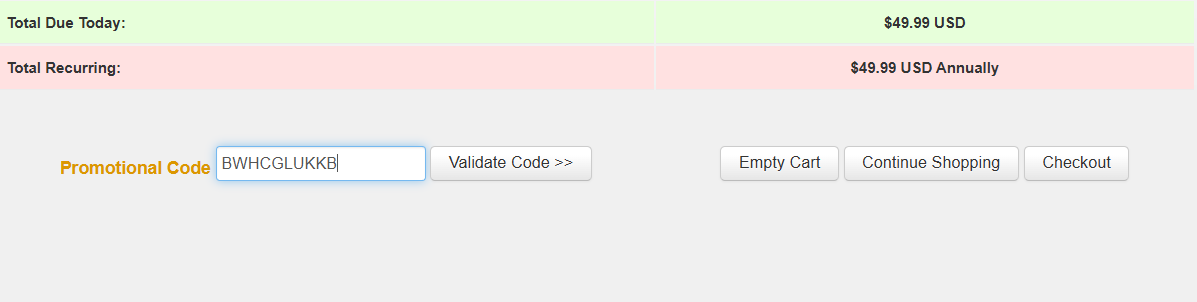 Total Due Today: $49.99 USD
Total Recurring: $49.99 USD Annually
Promotional Code BWHCGLUKKB Validate Code >> Empty Cart Continue Shopping Checkout